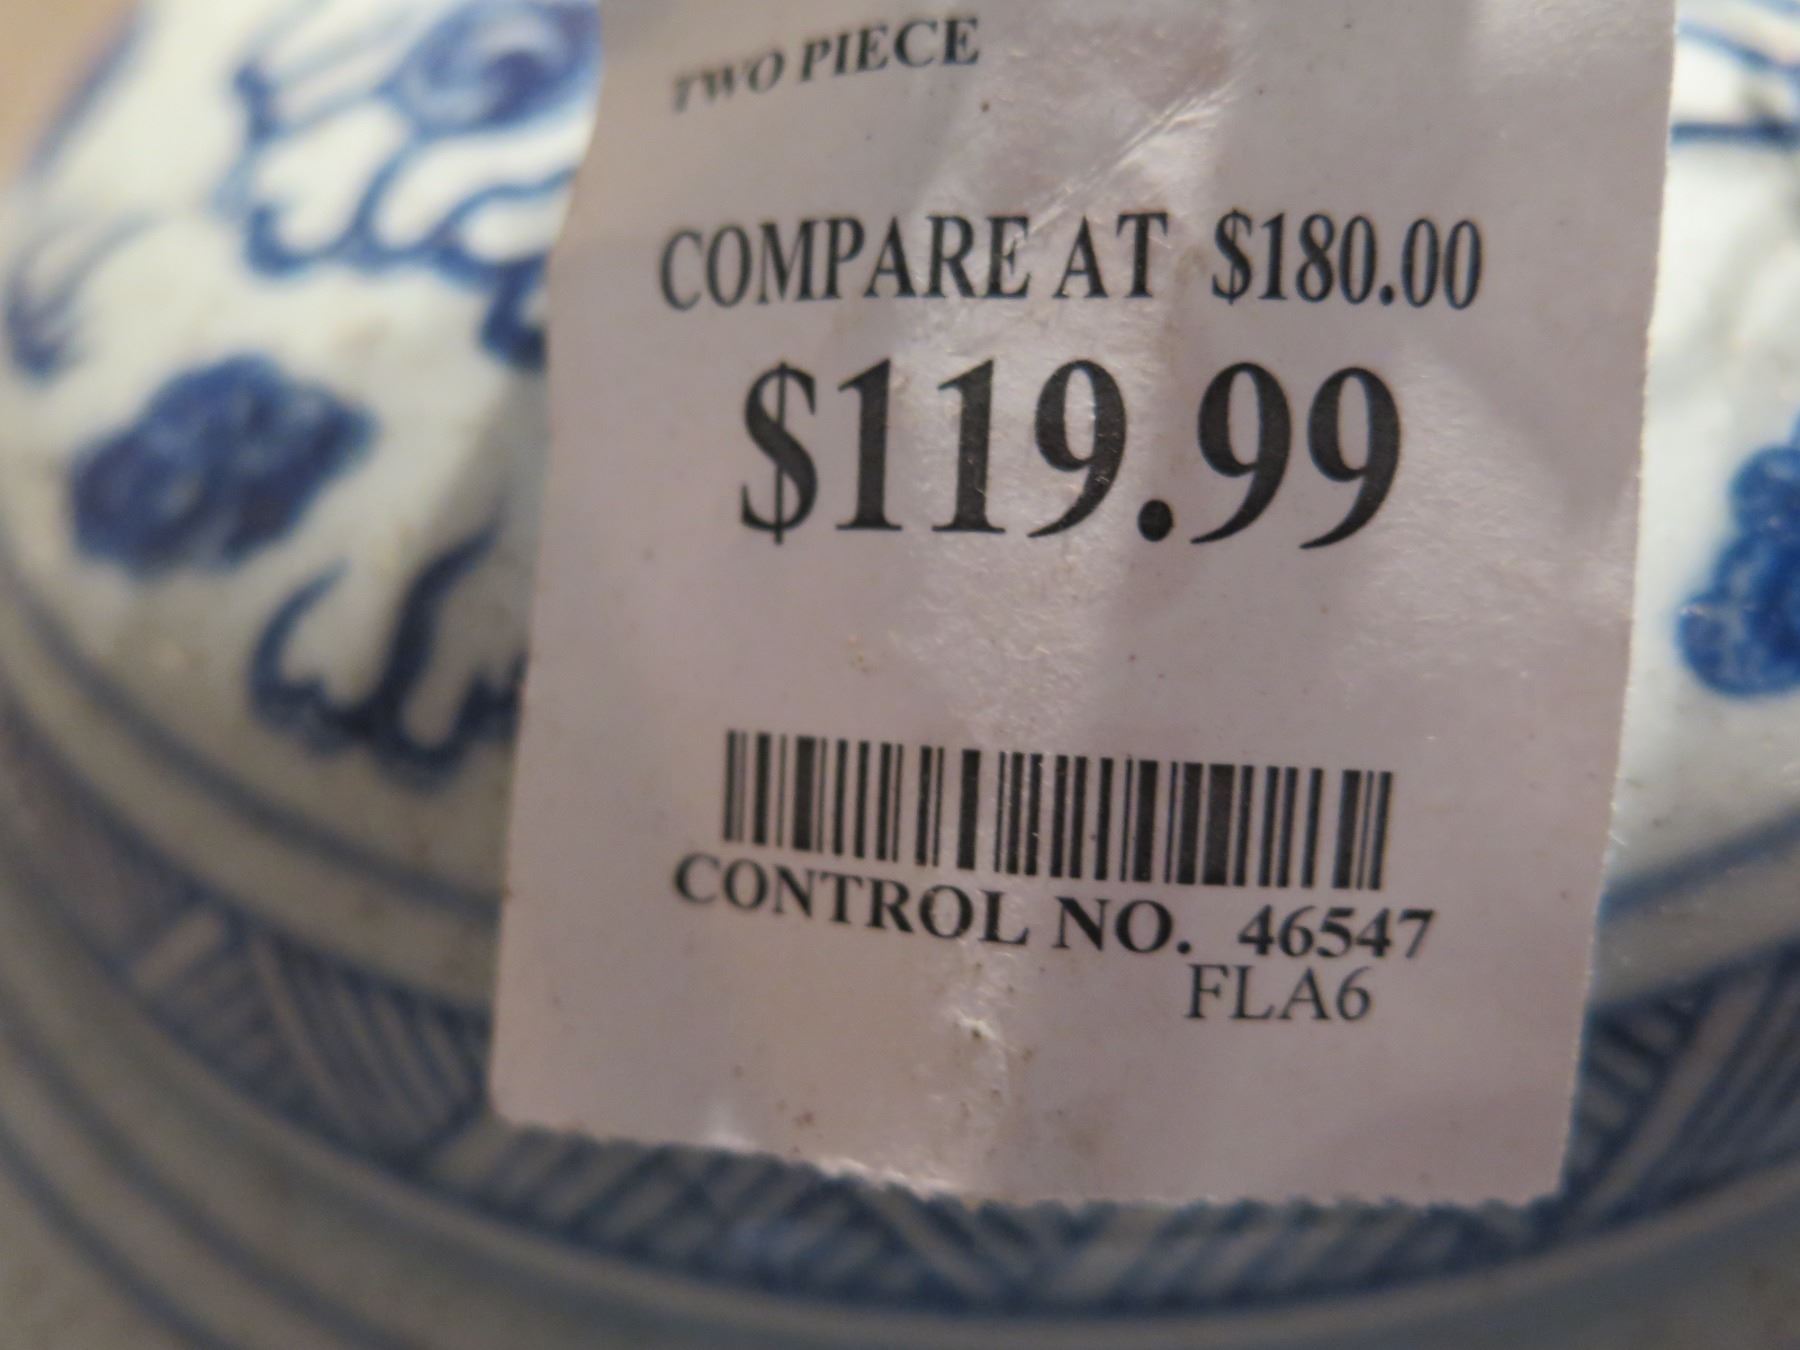 TWO PIECE
COMPARE AT $180.00
$119.99
CONTROL NO. 46547
FLA6